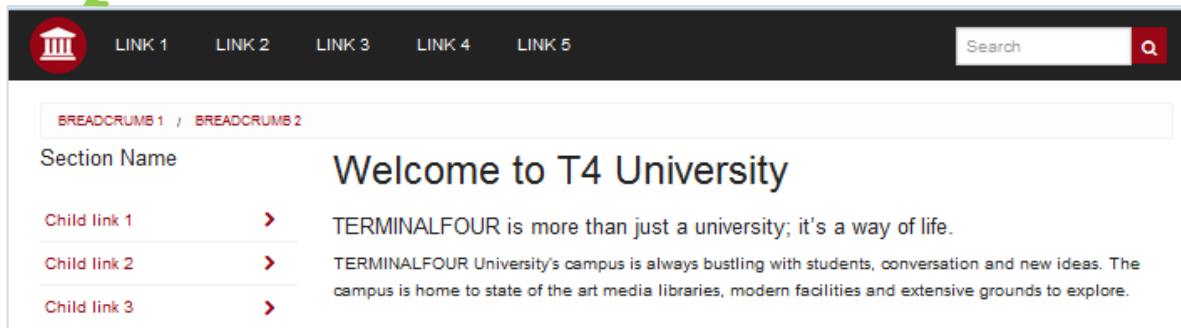 LINK 1 LINK 2 LINK 3 LINK 4 LINK 5 Search
BREADCRUMB 1 / BREADCRUMB 2
Section Name
Child link 1
Child link 2
Child link 3
Welcome to T4 University
TERMINALFOUR is more than just a university; it's a way of life.
TERMINALFOUR University's campus is always bustling with students, conversation and new ideas. The
campus is home to state of the art media libraries, modern facilities and extensive grounds to explore.